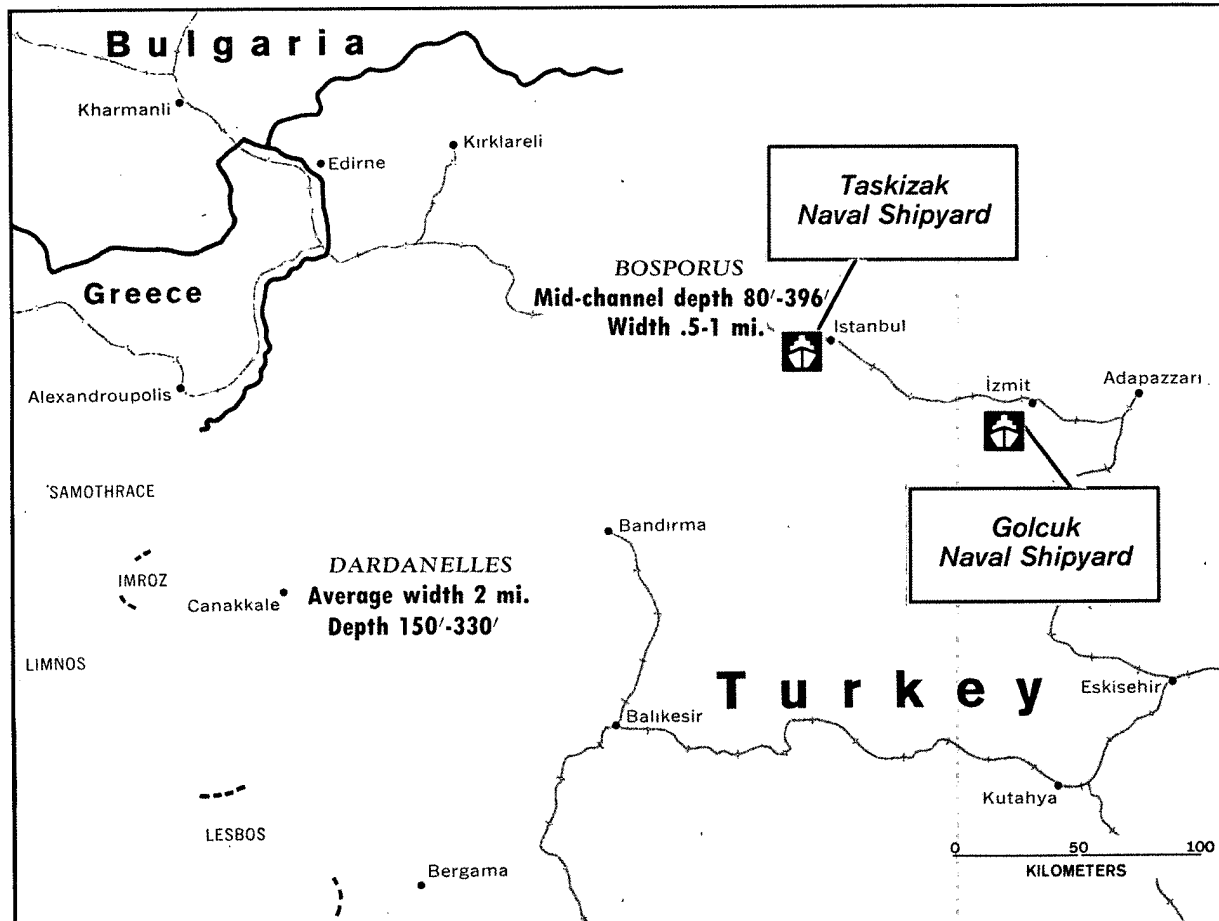 Bulgaria
Kharmanli
Edirne
Kırklareli
Taskizak
Naval Shipyard
BOSPORUS
Mid-channel depth 80′-396′
Width .5-1 mi.
Greece
Istanbul
Alexandroupolis
İzmit
Adapazzarı
SAMOTHRACE
Golcuk
Naval Shipyard
Bandırma
IMROZ
Canakkale
DARDANELLES
Average width 2 mi.
Depth 150′-330′
LIMNOS
Turkey
Eskisehir
Balıkesir
Kutahya
LESBOS
Bergama
0 50 100
KILOMETERS